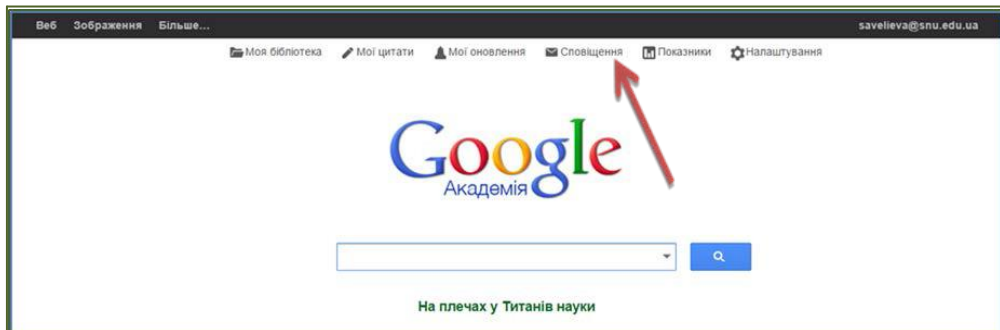 Веб Зображення Більше... savelieva@snu.edu.ua
Моя бібліотека Мої цитати Мої оновлення Сповіщення Показники Налаштування
Google
Академія
На плечах у Титанів науки